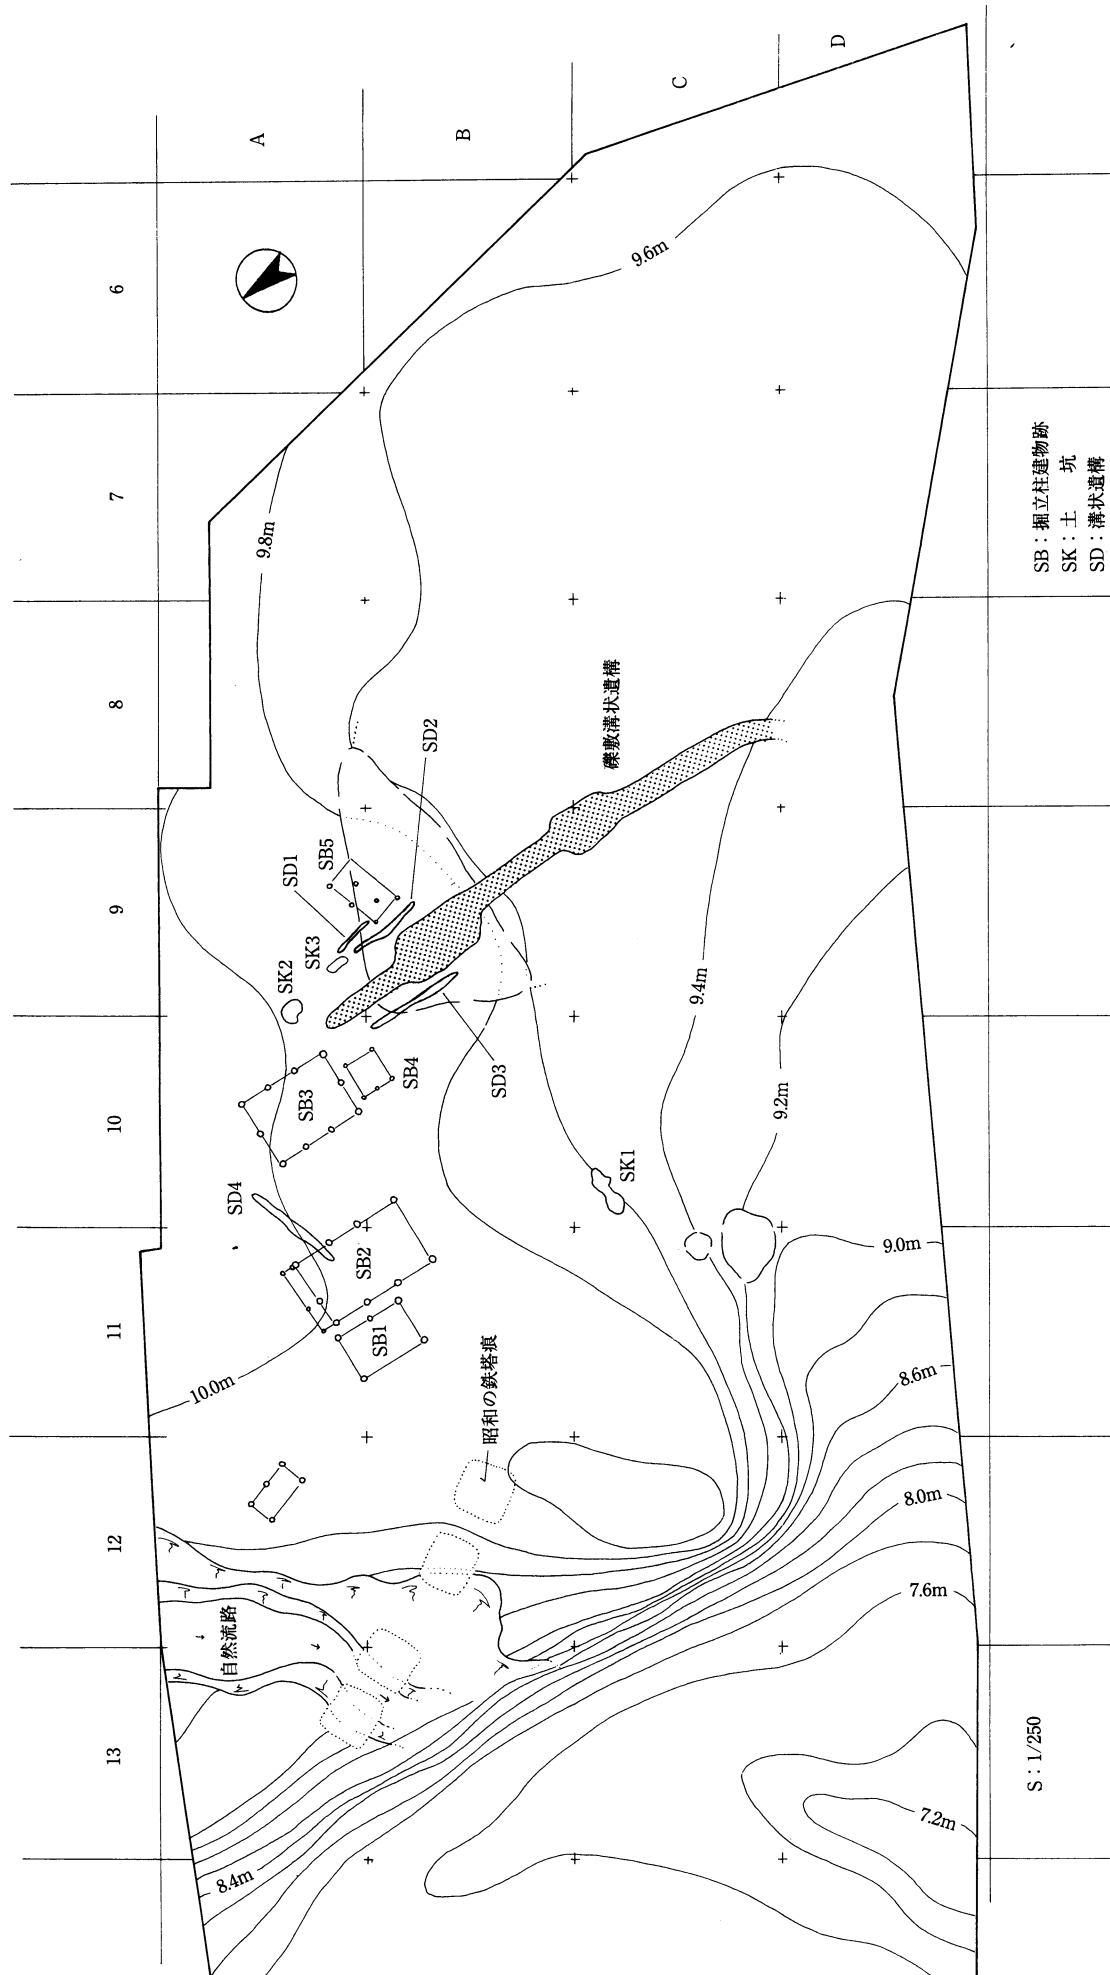 A
B
C
D
6
7
8
9
10
11
12
13
9.6m
9.8m
礫敷溝状遺構
SD2
SB5
SD1
SK3
SK2
SB4
SD3
SB3
SD4
SB2
SB1
SK1
9.4m
9.2m
9.0m
10.0m
昭和の鉄塔痕
自然流路
8.6m
8.0m
7.6m
7.2m
8.4m
SB：掘立柱建物跡
SK：土　　坑
SD：溝状遺構
S：1/250